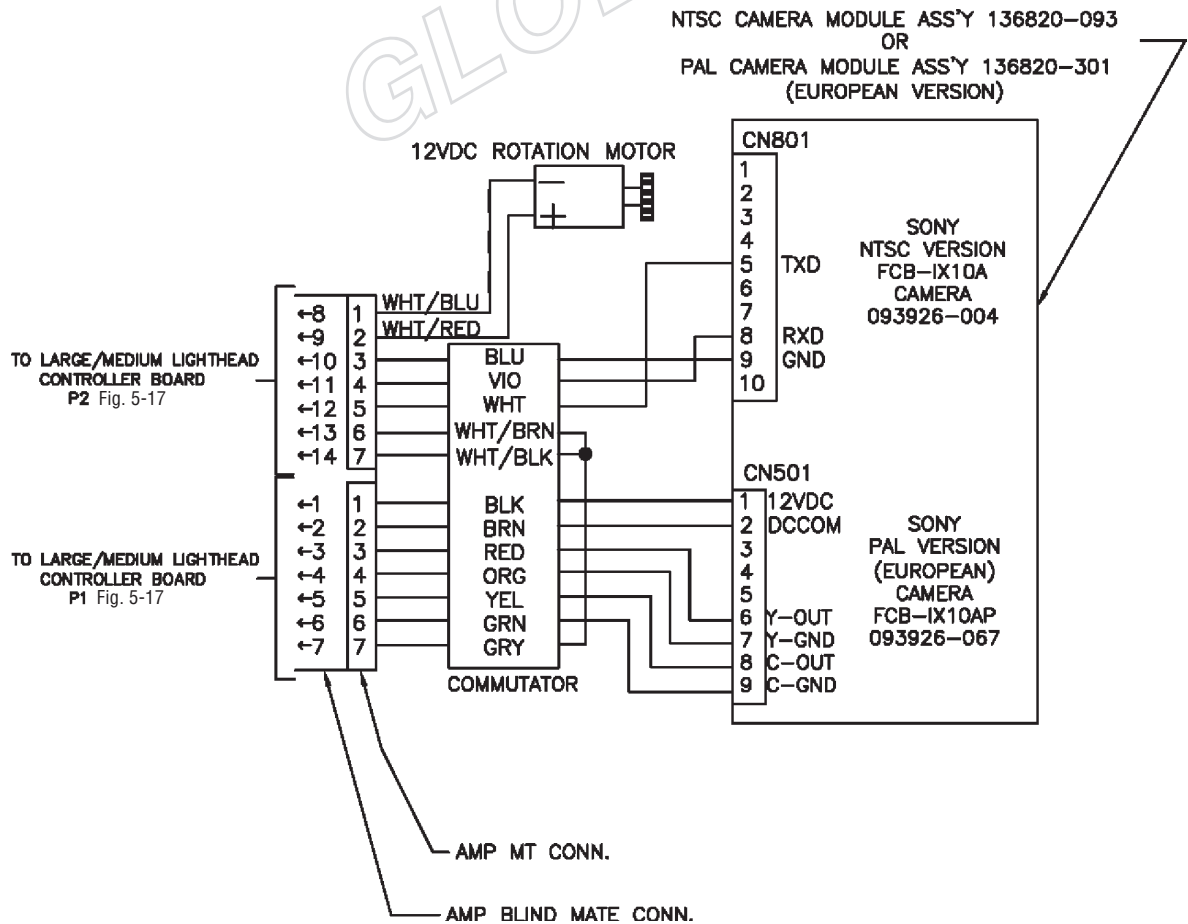 GLO
NTSC CAMERA MODULE ASS'Y 136820-093
OR
PAL CAMERA MODULE ASS'Y 136820-301
(EUROPEAN VERSION)
12VDC ROTATION MOTOR
−
+
CN801
1
2
3
4
5 TXD
6
7
8 RXD
9 GND
10
SONY
NTSC VERSION
FCB-IX10A
CAMERA
093926-004
TO LARGE/MEDIUM LIGHTHEAD
CONTROLLER BOARD
P2 Fig. 5-17
←8 1 WHT/BLU
←9 2 WHT/RED
←10 3 BLU
←11 4 VIO
←12 5 WHT
←13 6 WHT/BRN
←14 7 WHT/BLK
TO LARGE/MEDIUM LIGHTHEAD
CONTROLLER BOARD
P1 Fig. 5-17
←1 1 BLK
←2 2 BRN
←3 3 RED
←4 4 ORG
←5 5 YEL
←6 6 GRN
←7 7 GRY
COMMUTATOR
CN501
1 12VDC
2 DCCOM
3
4
5
6 Y-OUT
7 Y-GND
8 C-OUT
9 C-GND
SONY
PAL VERSION
(EUROPEAN)
CAMERA
FCB-IX10AP
093926-067
AMP MT CONN.
AMP BLIND MATE CONN.